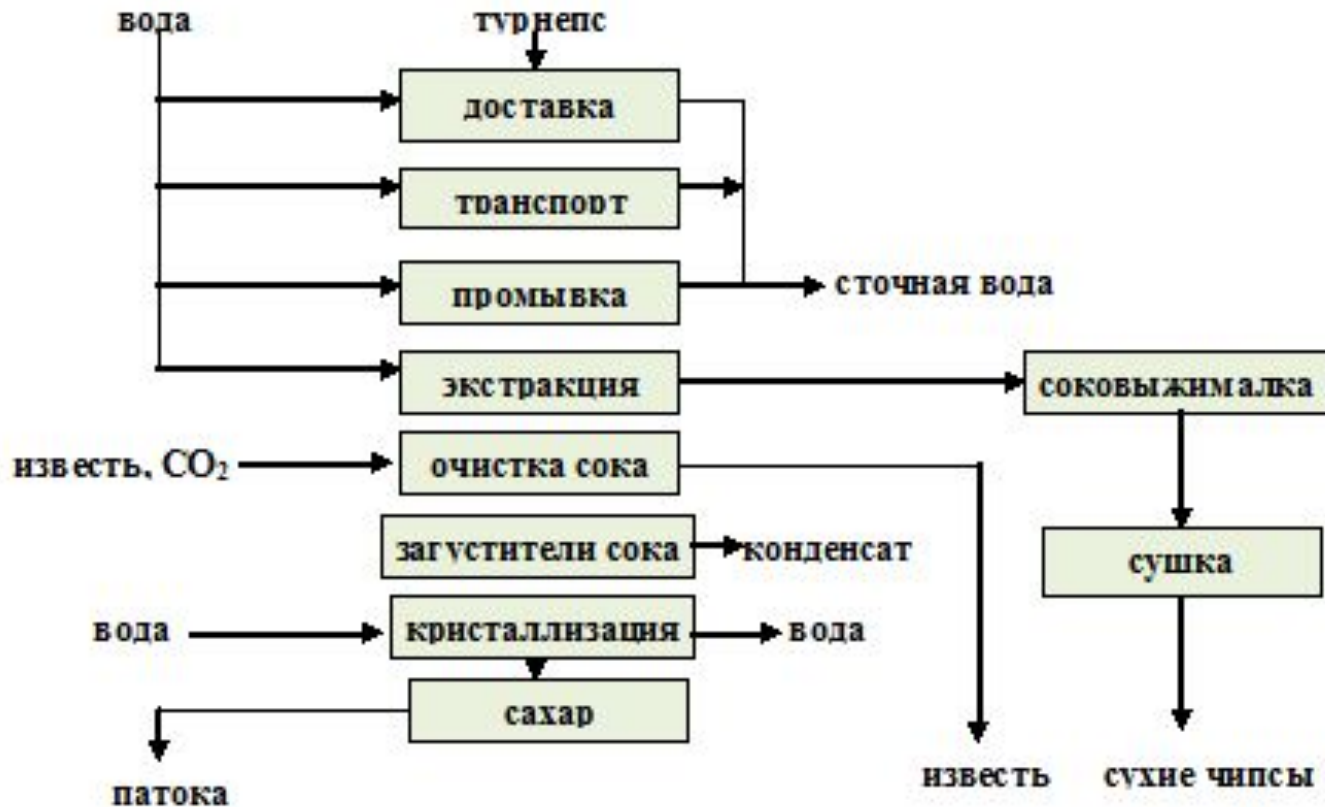 вода
турнепс
доставка
транспорт
промывка
сточная вода
экстракция
соковыжималка
известь, CO₂
очистка сока
загустители сока
конденсат
сушка
вода
кристаллизация
вода
сахар
патока
известь
сухие чипсы